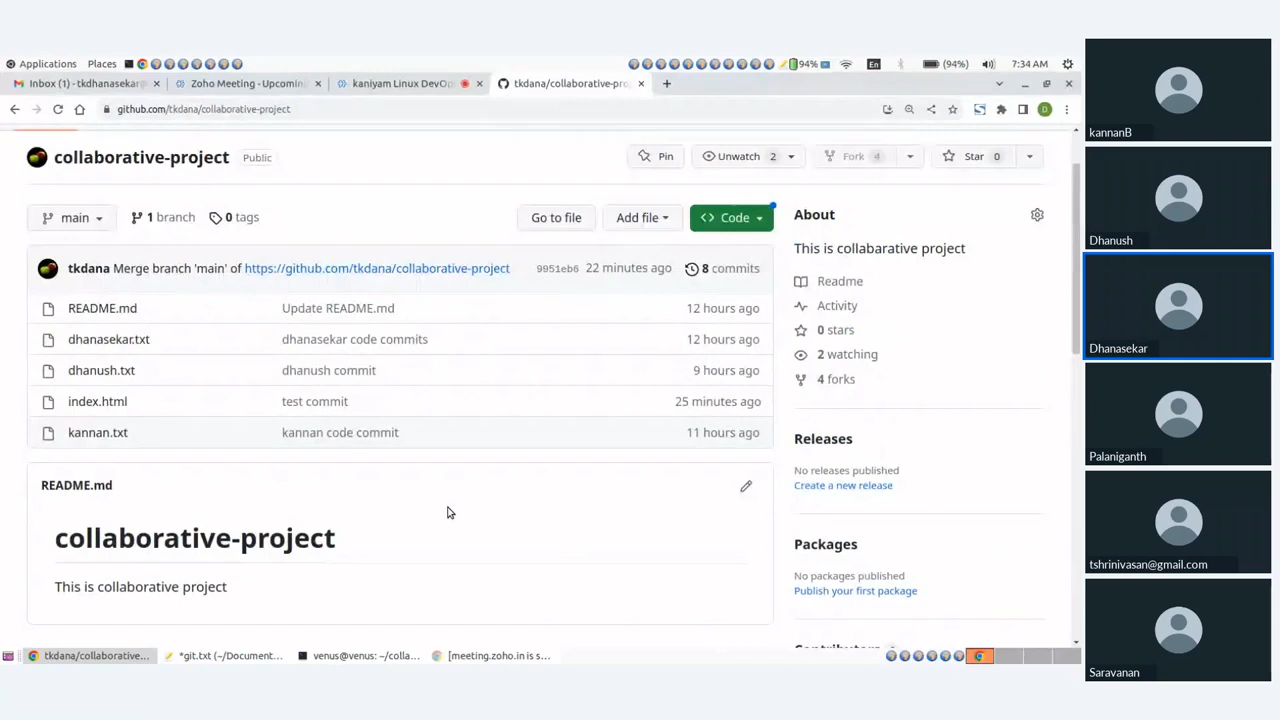 Applications Places 94% En (94%) 7:34 AM
Inbox (1) - tkdhanasekar@ Zoho Meeting - Upcomin kaniyam Linux DevOp tkdana/collaborative-pro
github.com/tkdana/collaborative-project
collaborative-project Public Pin Unwatch 2 Fork 4 Star 0
main 1 branch 0 tags Go to file Add file Code
tkdana Merge branch 'main' of https://github.com/tkdana/collaborative-project 9951eb6 22 minutes ago 8 commits
README.md Update README.md 12 hours ago
dhanasekar.txt dhanasekar code commits 12 hours ago
dhanush.txt dhanush commit 9 hours ago
index.html test commit 25 minutes ago
kannan.txt kannan code commit 11 hours ago
README.md
collaborative-project
This is collaborative project
About
This is collabarative project
Readme
Activity
0 stars
2 watching
4 forks
Releases
No releases published
Create a new release
Packages
No packages published
Publish your first package
tkdana/collaborative... *git.txt (~/Document... venus@venus: ~/colla... [meeting.zoho.in is s...
kannanB
Dhanush
Dhanasekar
Palaniganth
tshrinivasan@gmail.com
Saravanan
D